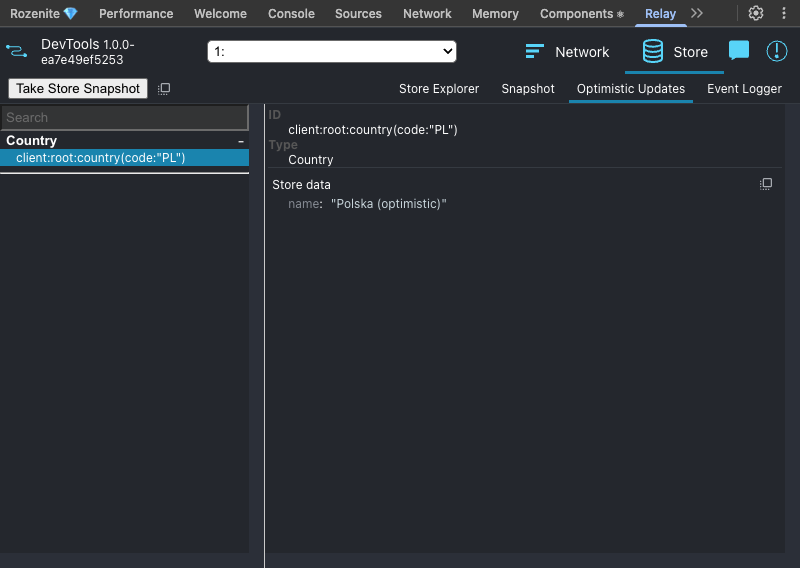 Rozenite 💎 Performance Welcome Console Sources Network Memory Components ⚛ Relay
DevTools 1.0.0-
ea7e49ef5253
1:
Network
Store
Take Store Snapshot
Store Explorer Snapshot Optimistic Updates Event Logger
Search
Country -
client:root:country(code:"PL")
ID
client:root:country(code:"PL")
Type
Country
Store data
name: "Polska (optimistic)"